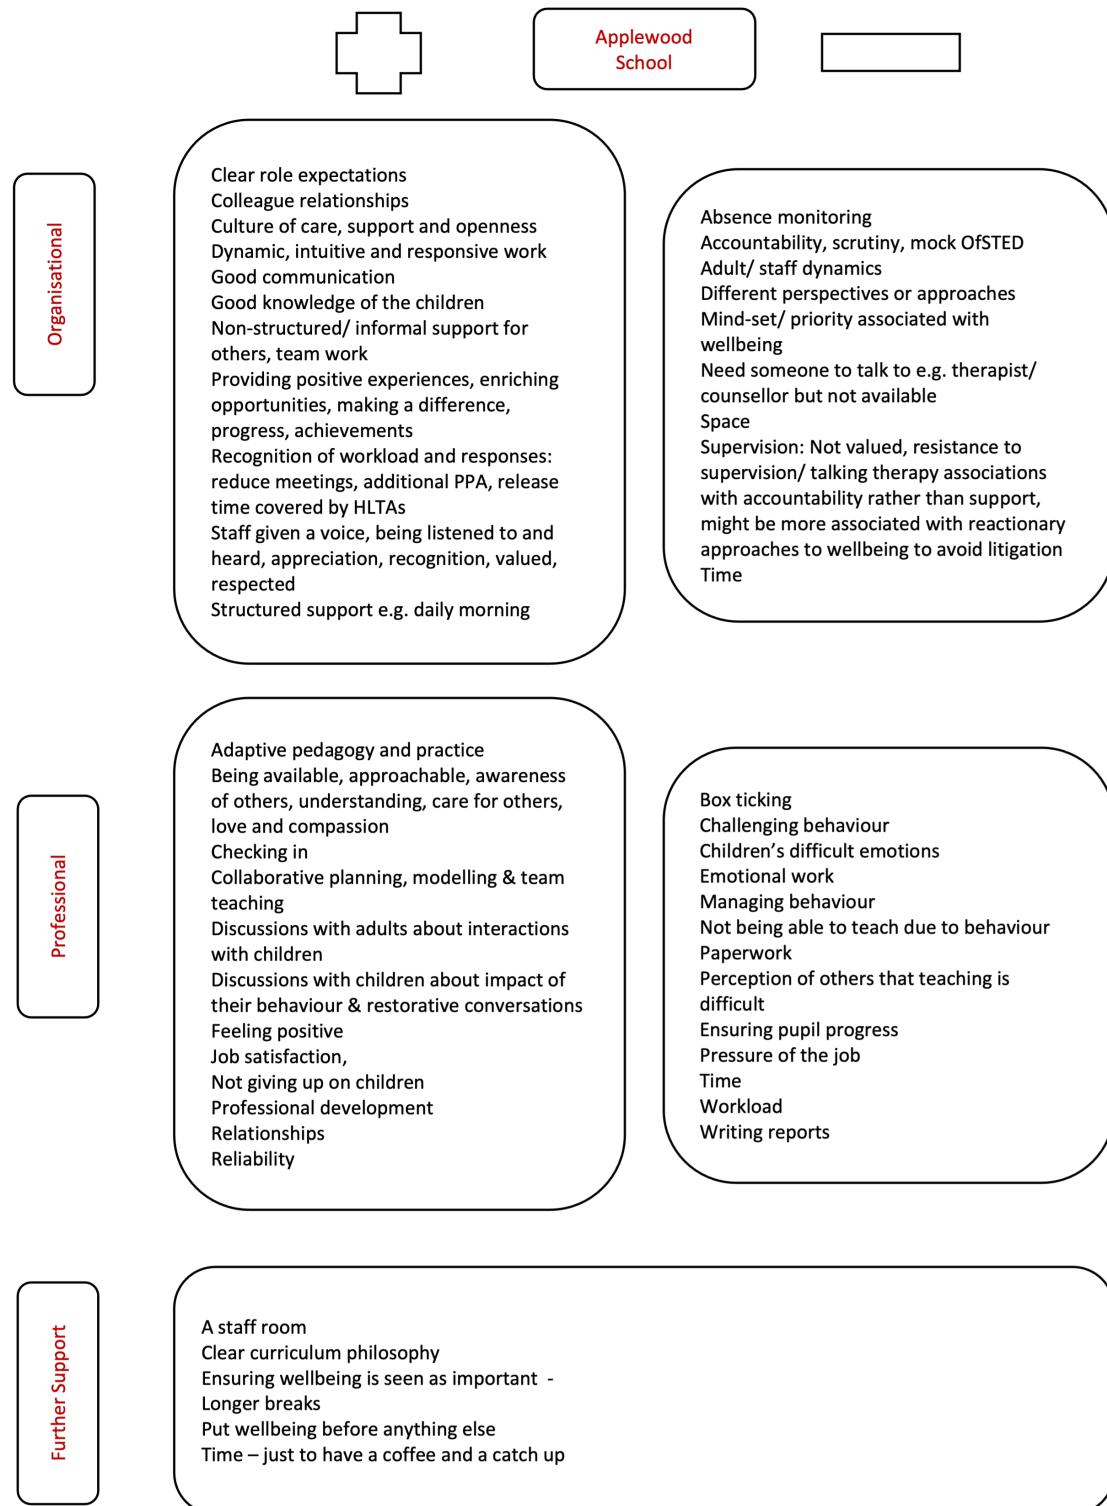 Applewood
School
Organisational
Clear role expectations
Colleague relationships
Culture of care, support and openness
Dynamic, intuitive and responsive work
Good communication
Good knowledge of the children
Non-structured/ informal support for
others, team work
Providing positive experiences, enriching
opportunities, making a difference,
progress, achievements
Recognition of workload and responses:
reduce meetings, additional PPA, release
time covered by HLTAs
Staff given a voice, being listened to and
heard, appreciation, recognition, valued,
respected
Structured support e.g. daily morning
Absence monitoring
Accountability, scrutiny, mock OfSTED
Adult/ staff dynamics
Different perspectives or approaches
Mind-set/ priority associated with
wellbeing
Need someone to talk to e.g. therapist/
counsellor but not available
Space
Supervision: Not valued, resistance to
supervision/ talking therapy associations
with accountability rather than support,
might be more associated with reactionary
approaches to wellbeing to avoid litigation
Time
Professional
Adaptive pedagogy and practice
Being available, approachable, awareness
of others, understanding, care for others,
love and compassion
Checking in
Collaborative planning, modelling & team
teaching
Discussions with adults about interactions
with children
Discussions with children about impact of
their behaviour & restorative conversations
Feeling positive
Job satisfaction,
Not giving up on children
Professional development
Relationships
Reliability
Box ticking
Challenging behaviour
Children’s difficult emotions
Emotional work
Managing behaviour
Not being able to teach due to behaviour
Paperwork
Perception of others that teaching is
difficult
Ensuring pupil progress
Pressure of the job
Time
Workload
Writing reports
Further Support
A staff room
Clear curriculum philosophy
Ensuring wellbeing is seen as important  -
Longer breaks
Put wellbeing before anything else
Time – just to have a coffee and a catch up